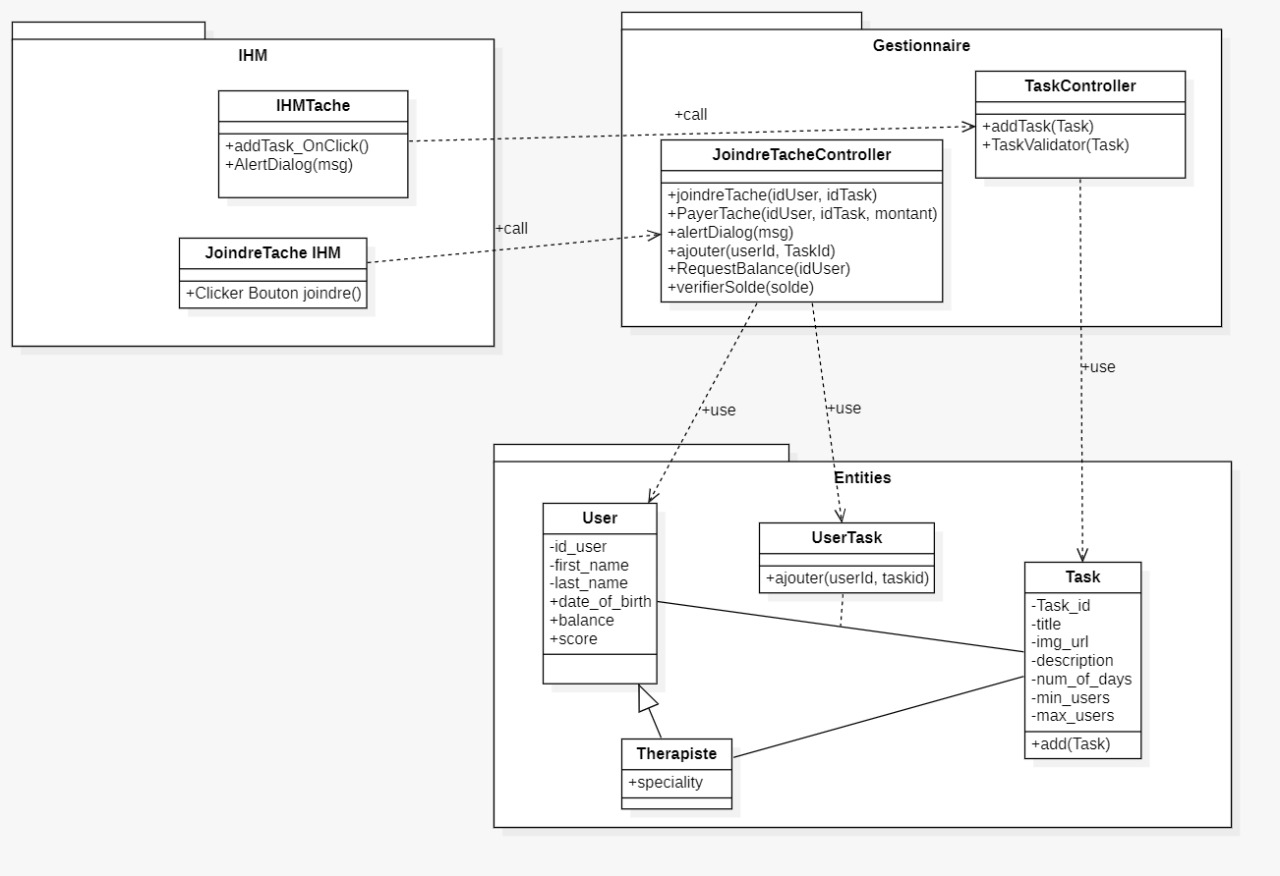 IHM
IHMTache
+addTask_OnClick()
+AlertDialog(msg)
JoindreTache IHM
+Clicker Bouton joindre()
+call
+call
Gestionnaire
TaskController
+addTask(Task)
+TaskValidator(Task)
JoindreTacheController
+joindreTache(idUser, idTask)
+PayerTache(idUser, idTask, montant)
+alertDialog(msg)
+ajouter(userId, TaskId)
+RequestBalance(idUser)
+verifierSolde(solde)
+use
+use
+use
Entities
User
-id_user
-first_name
-last_name
+date_of_birth
+balance
+score
UserTask
+ajouter(userId, taskid)
Task
-Task_id
-title
-img_url
-description
-num_of_days
-min_users
-max_users
+add(Task)
Therapiste
+speciality